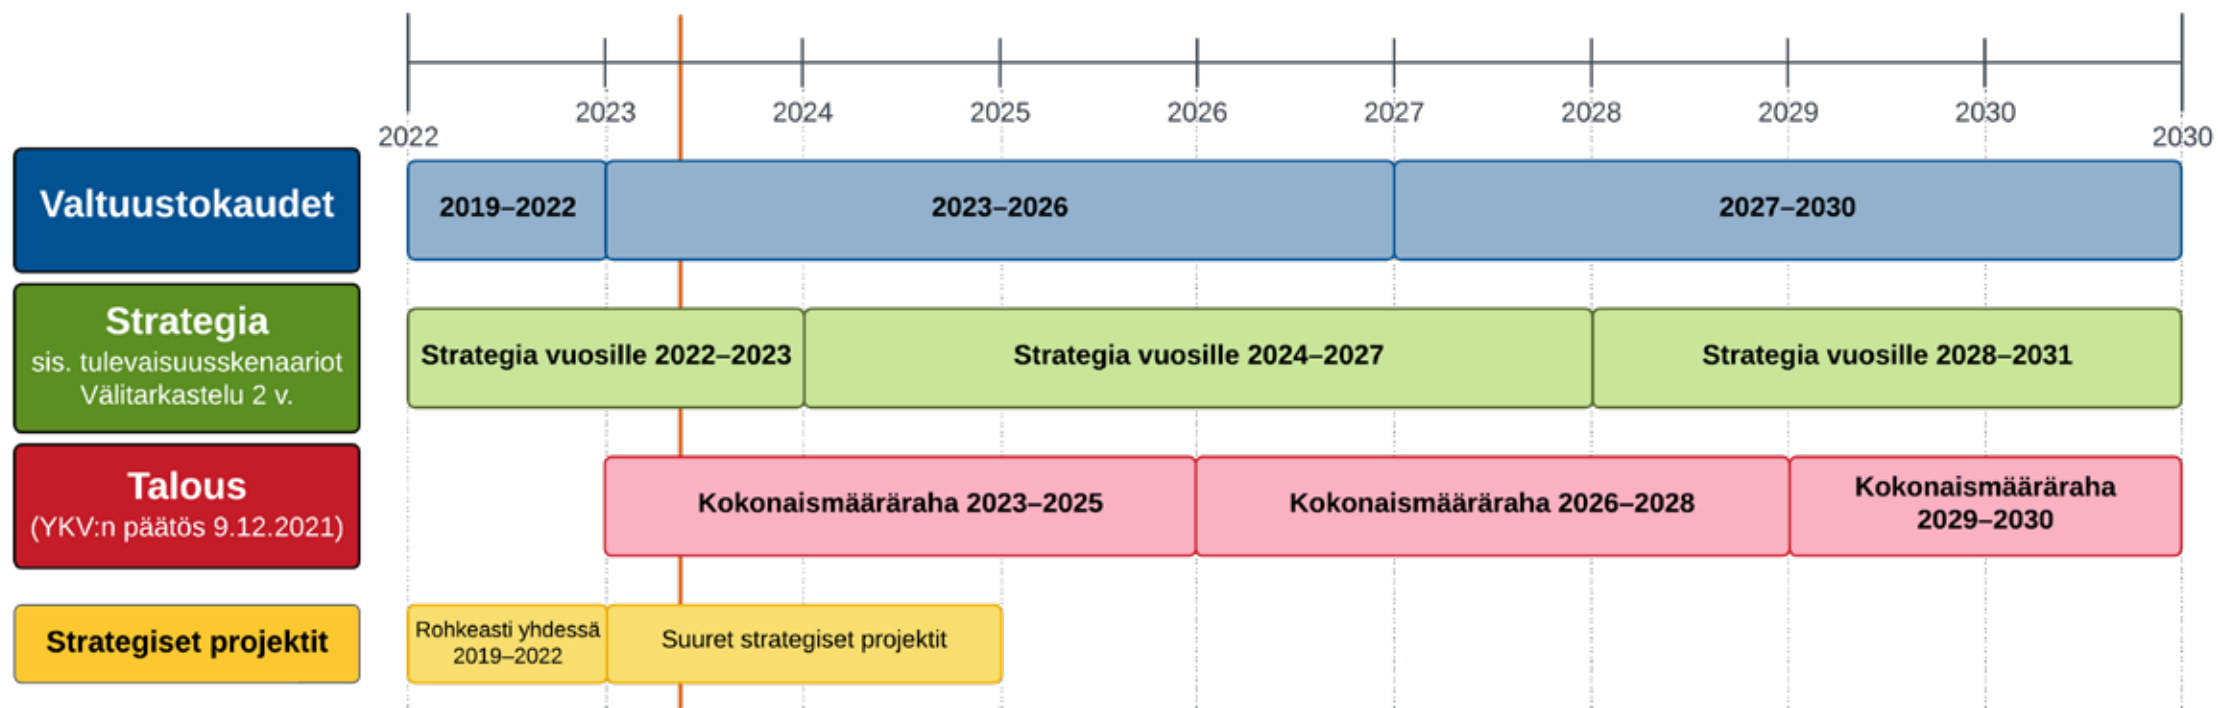 2022
2023
2024
2025
2026
2027
2028
2029
2030
2030
Valtuustokaudet
2019–2022
2023–2026
2027–2030
Strategia
sis. tulevaisuusskenaariot
Välitarkastelu 2 v.
Strategia vuosille 2022–2023
Strategia vuosille 2024–2027
Strategia vuosille 2028–2031
Talous
(YKV:n päätös 9.12.2021)
Kokonaismääräraha 2023–2025
Kokonaismääräraha 2026–2028
Kokonaismääräraha
2029–2030
Strategiset projektit
Rohkeasti yhdessä
2019–2022
Suuret strategiset projektit